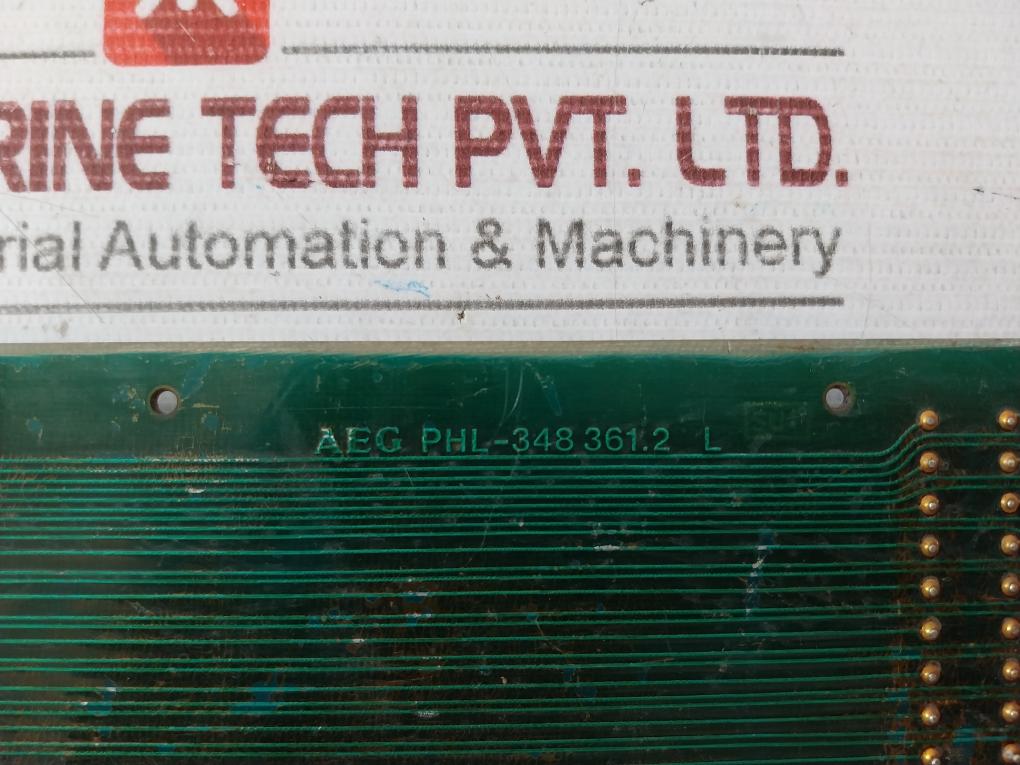 RINE TECH PVT. LTD.
rial Automation & Machinery
AEG PHL-348 361.2 L